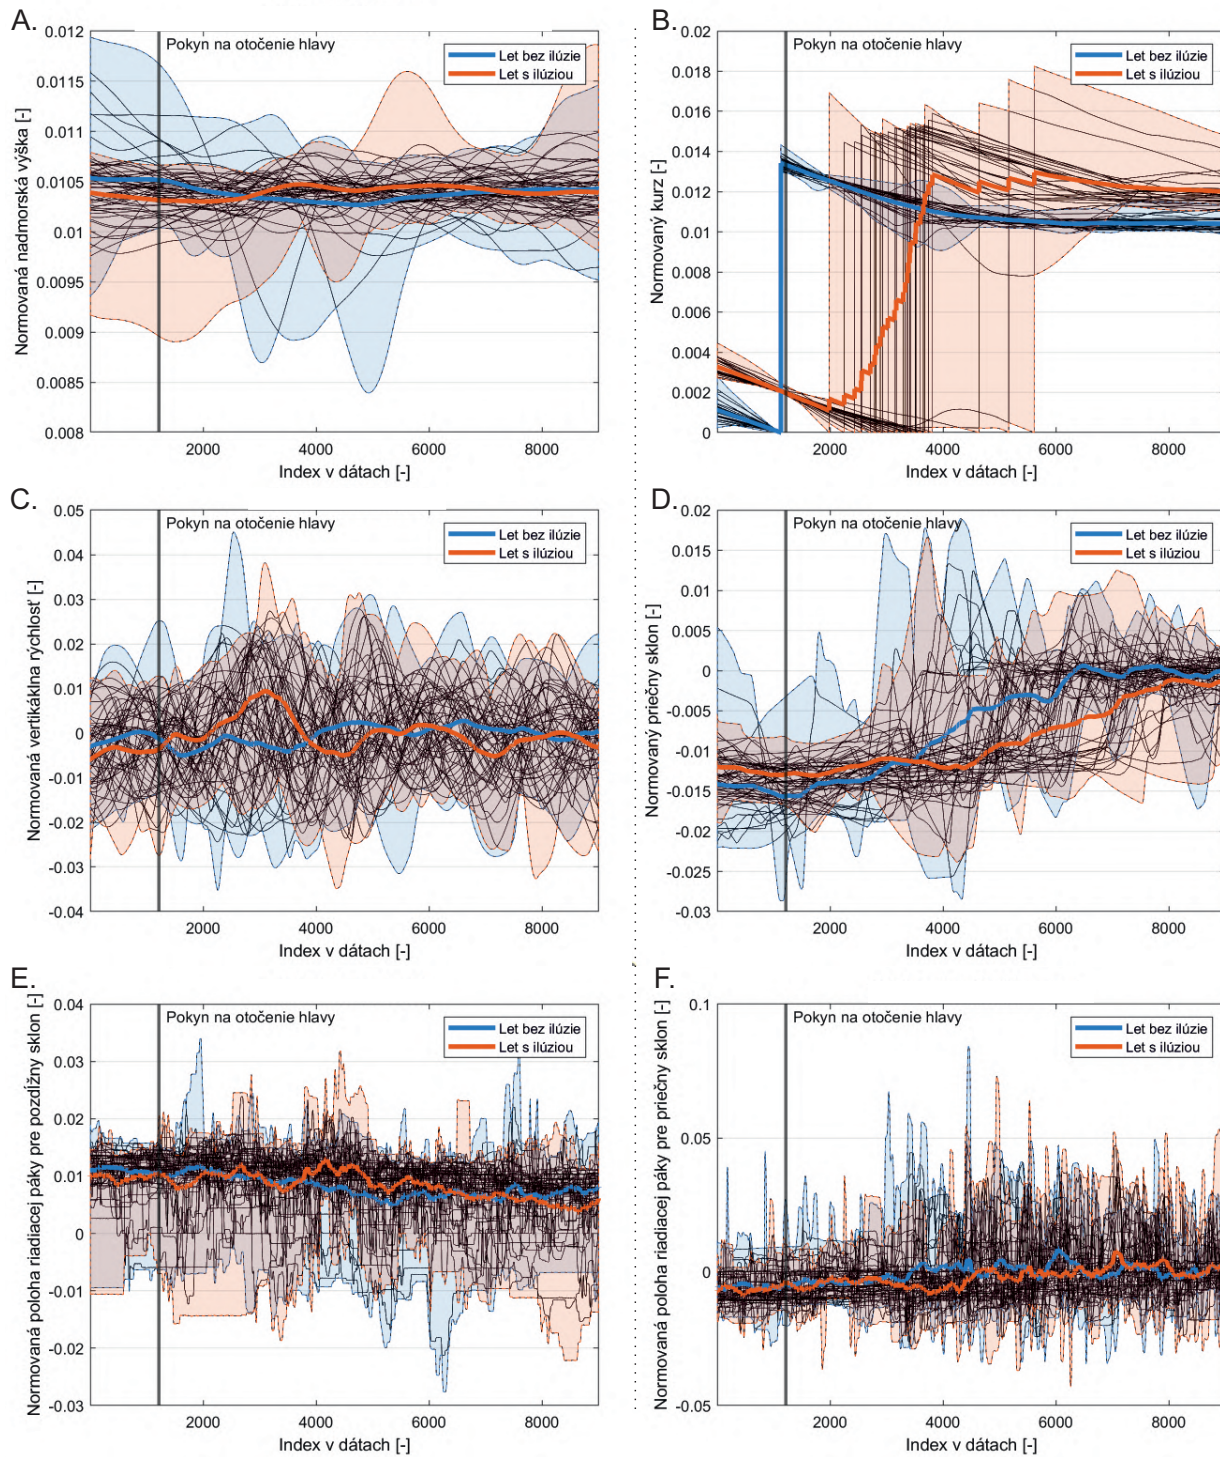 A.
0.012
0.0115
0.011
0.0105
0.01
0.0095
0.009
0.0085
0.008
Normovaná nadmorská výška [-]
Pokyn na otočenie hlavy
Let bez ilúzie
Let s ilúziou
2000
4000
6000
8000
Index v dátach [-]
B.
0.02
0.018
0.016
0.014
0.012
0.01
0.008
0.006
0.004
0.002
0
Normovaný kurz [-]
Pokyn na otočenie hlavy
Let bez ilúzie
Let s ilúziou
2000
4000
6000
8000
Index v dátach [-]
C.
0.05
0.04
0.03
0.02
0.01
0
-0.01
-0.02
-0.03
-0.04
Normovaná vertikálna rýchlosť [-]
Pokyn na otočenie hlavy
Let bez ilúzie
Let s ilúziou
2000
4000
6000
8000
Index v dátach [-]
D.
0.02
0.015
0.01
0.005
0
-0.005
-0.01
-0.015
-0.02
-0.025
-0.03
Normovaný priečny sklon [-]
Pokyn na otočenie hlavy
Let bez ilúzie
Let s ilúziou
2000
4000
6000
8000
Index v dátach [-]
E.
0.04
0.03
0.02
0.01
0
-0.01
-0.02
-0.03
Normovaná poloha riadiacej páky pre pozdĺžny sklon [-]
Pokyn na otočenie hlavy
Let bez ilúzie
Let s ilúziou
2000
4000
6000
8000
Index v dátach [-]
F.
0.1
0.05
0
-0.05
Normovaná poloha riadiacej páky pre priečny sklon [-]
Pokyn na otočenie hlavy
Let bez ilúzie
Let s ilúziou
2000
4000
6000
8000
Index v dátach [-]